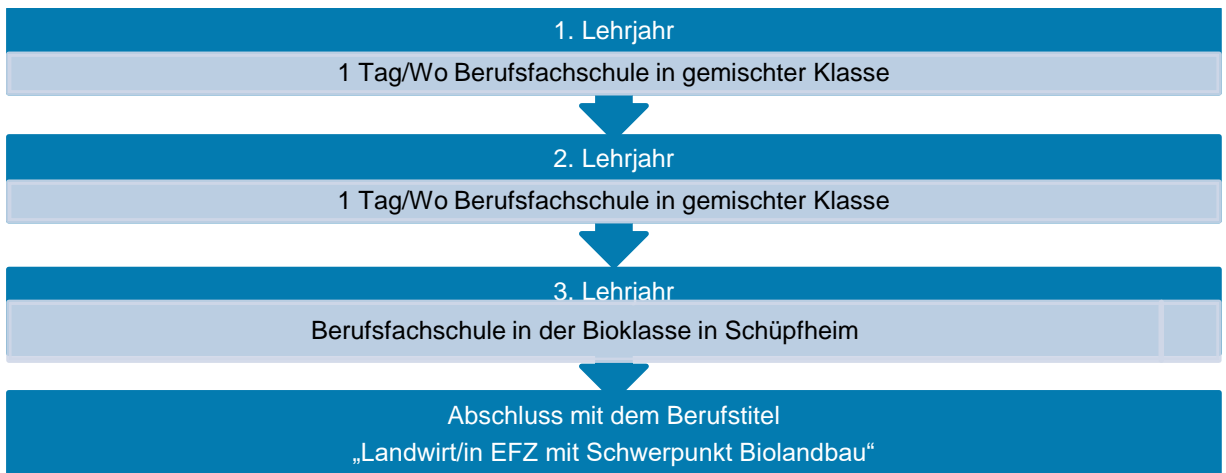 1. Lehrjahr
1 Tag/Wo Berufsfachschule in gemischter Klasse
2. Lehrjahr
1 Tag/Wo Berufsfachschule in gemischter Klasse
3. Lehrjahr
Berufsfachschule in der Bioklasse in Schüpfheim
Abschluss mit dem Berufstitel
„Landwirt/in EFZ mit Schwerpunkt Biolandbau“